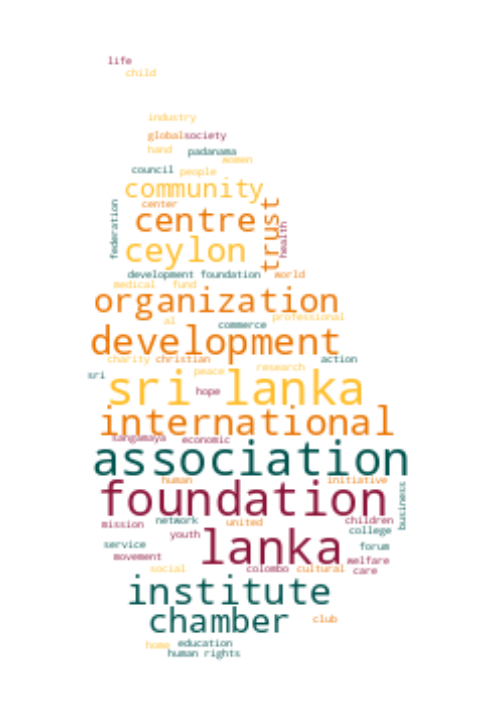 life
child
industry
global society
hand padanama
women
council people
community
center
federation
centre
trust
health
ceylon
development foundation world
medical fund
organization
professional
al commerce
development
charity christian action
peace research
sri
sri lanka
hope
international
sangamaya economic
association
human initiative
foundation
business
mission network united children
college
youth
lanka
service forum
movement welfare
social colombo cultural care
institute
chamber
club
home education
human rights